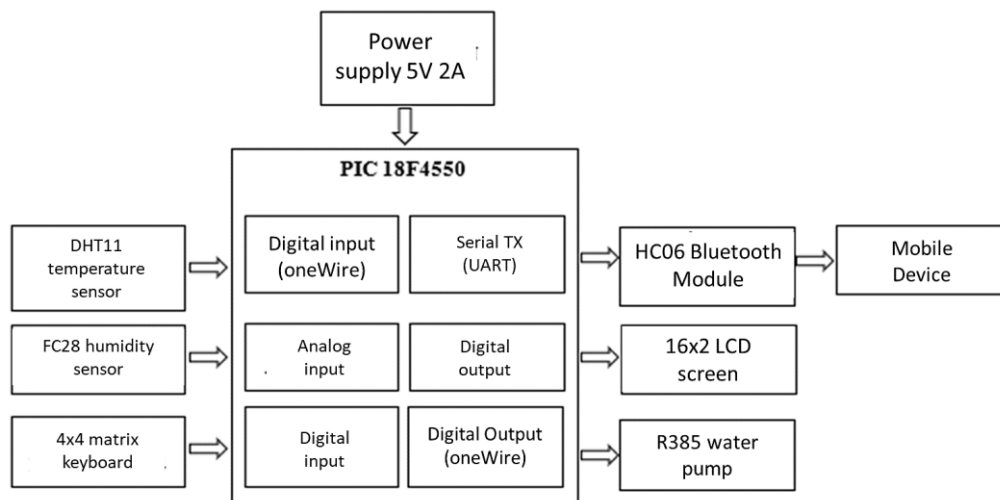 Power
supply 5V 2A
PIC 18F4550
DHT11
temperature
sensor
Digital input
(oneWire)
Serial TX
(UART)
HC06 Bluetooth
Module
Mobile
Device
FC28 humidity
sensor
Analog
input
Digital
output
16x2 LCD
screen
4x4 matrix
keyboard
Digital
input
Digital Output
(oneWire)
R385 water
pump